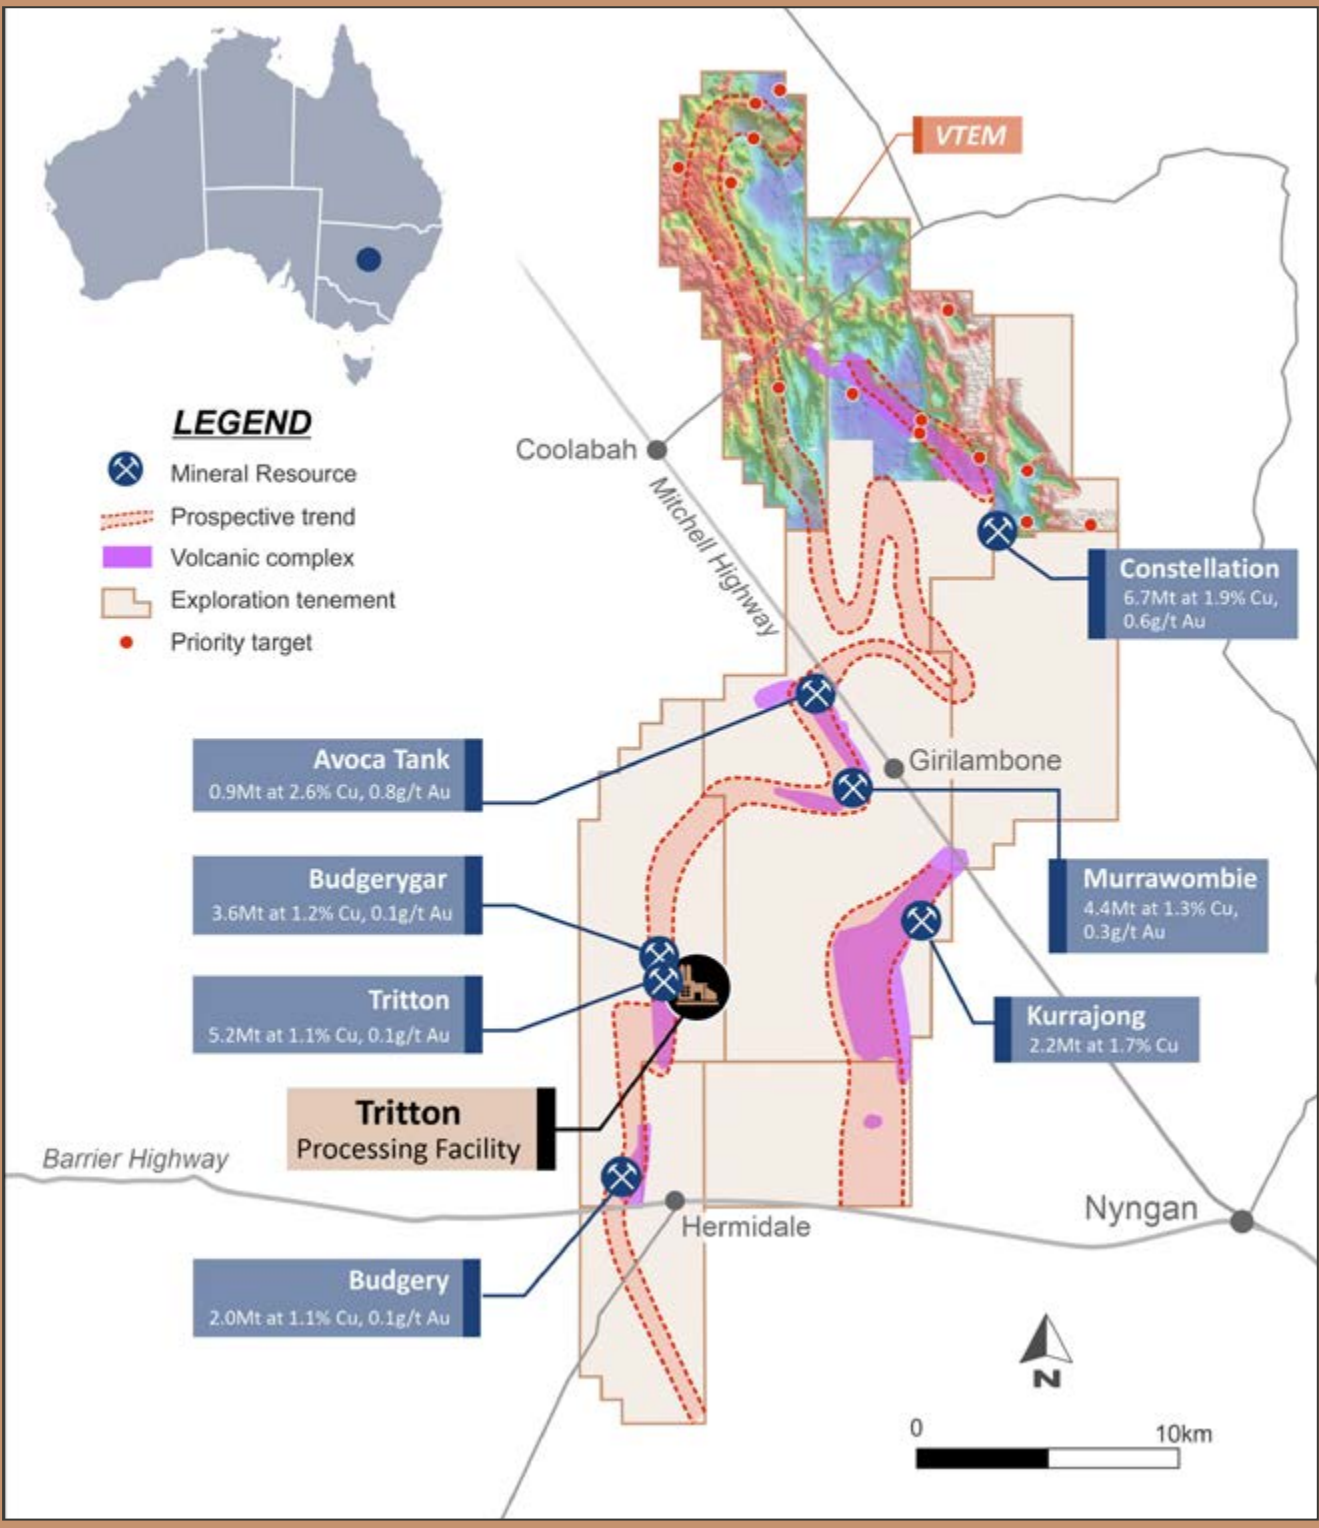 VTEM
LEGEND
Mineral Resource
Prospective trend
Volcanic complex
Exploration tenement
Priority target
Coolabah
Mitchell Highway
Constellation
6.7Mt at 1.9% Cu,
0.6g/t Au
Avoca Tank
0.9Mt at 2.6% Cu, 0.8g/t Au
Girilambone
Budgerygar
3.6Mt at 1.2% Cu, 0.1g/t Au
Murrawombie
4.4Mt at 1.3% Cu,
0.3g/t Au
Tritton
5.2Mt at 1.1% Cu, 0.1g/t Au
Kurrajong
2.2Mt at 1.7% Cu
Tritton
Processing Facility
Barrier Highway
Nyngan
Hermidale
Budgery
2.0Mt at 1.1% Cu, 0.1g/t Au
N
0
10km